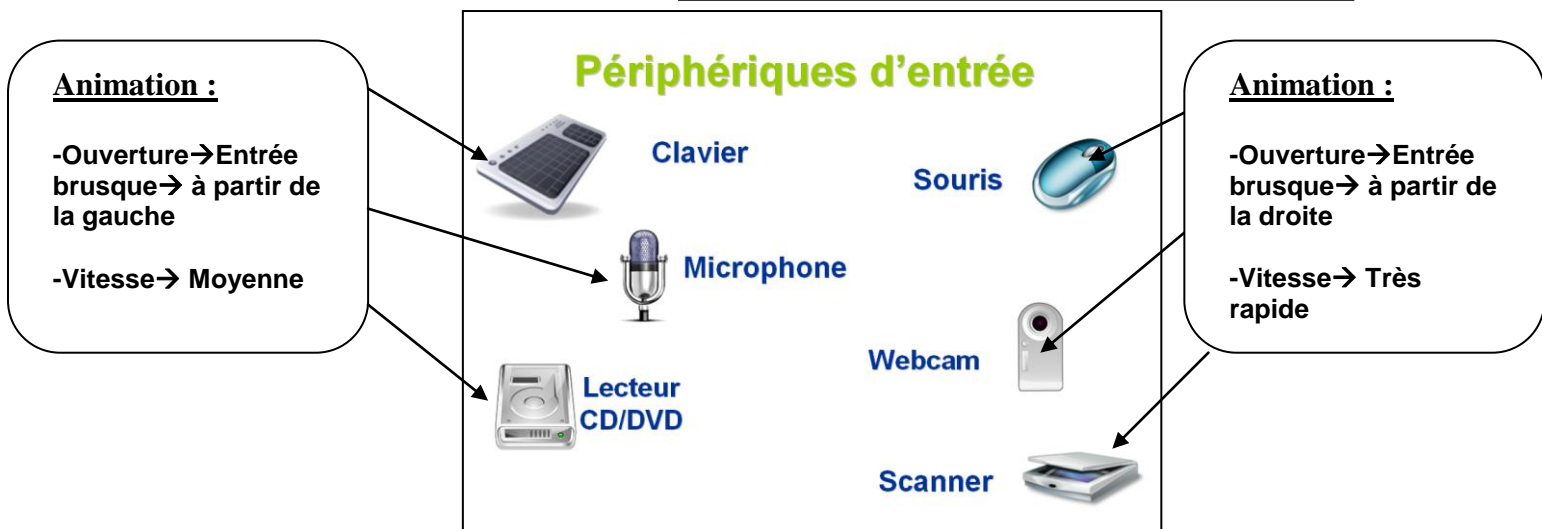 Animation :
-Ouverture→Entrée
brusque→ à partir de
la gauche
-Vitesse→ Moyenne
Périphériques d’entrée
Clavier
Souris
Microphone
Webcam
Lecteur
CD/DVD
Scanner
Animation :
-Ouverture→Entrée
brusque→ à partir de
la droite
-Vitesse→ Très
rapide